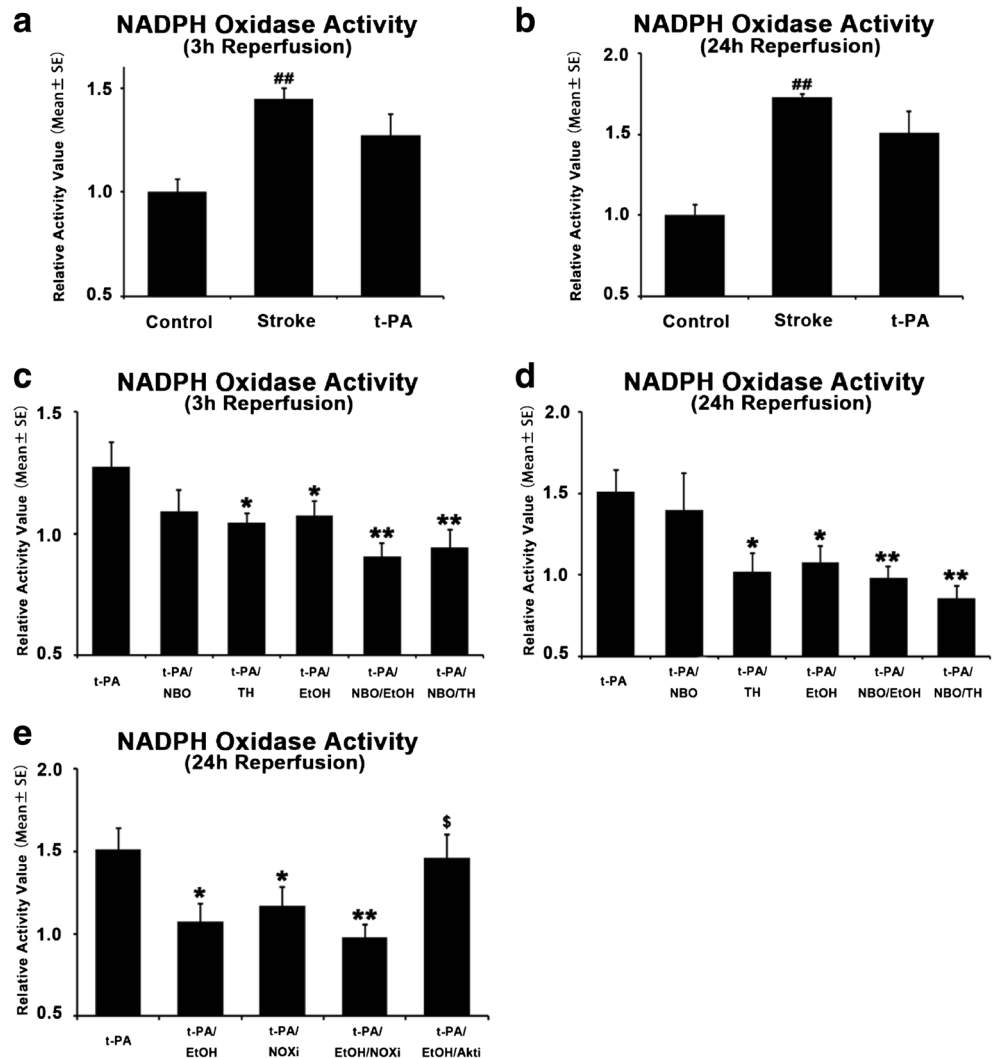 a
NADPH Oxidase Activity
(3h Reperfusion)
Relative Activity Value (Mean± SE)
1.5
1.0
0.5
##
Control Stroke t-PA
b
NADPH Oxidase Activity
(24h Reperfusion)
Relative Activity Value (Mean± SE)
2.0
1.5
1.0
0.5
##
Control Stroke t-PA
c
NADPH Oxidase Activity
(3h Reperfusion)
Relative Activity Value (Mean± SE)
1.5
1.0
0.5
* * ** **
t-PA t-PA/ t-PA/ t-PA/ t-PA/ t-PA/
NBO TH EtOH NBO/EtOH NBO/TH
d
NADPH Oxidase Activity
(24h Reperfusion)
Relative Activity Value (Mean± SE)
2.0
1.5
1.0
0.5
* * ** **
t-PA t-PA/ t-PA/ t-PA/ t-PA/ t-PA/
NBO TH EtOH NBO/EtOH NBO/TH
e
NADPH Oxidase Activity
(24h Reperfusion)
Relative Activity Value (Mean± SE)
2.0
1.5
1.0
0.5
* * ** $
t-PA t-PA/ t-PA/ t-PA/ t-PA/
EtOH NOXi EtOH/NOXi EtOH/Akti